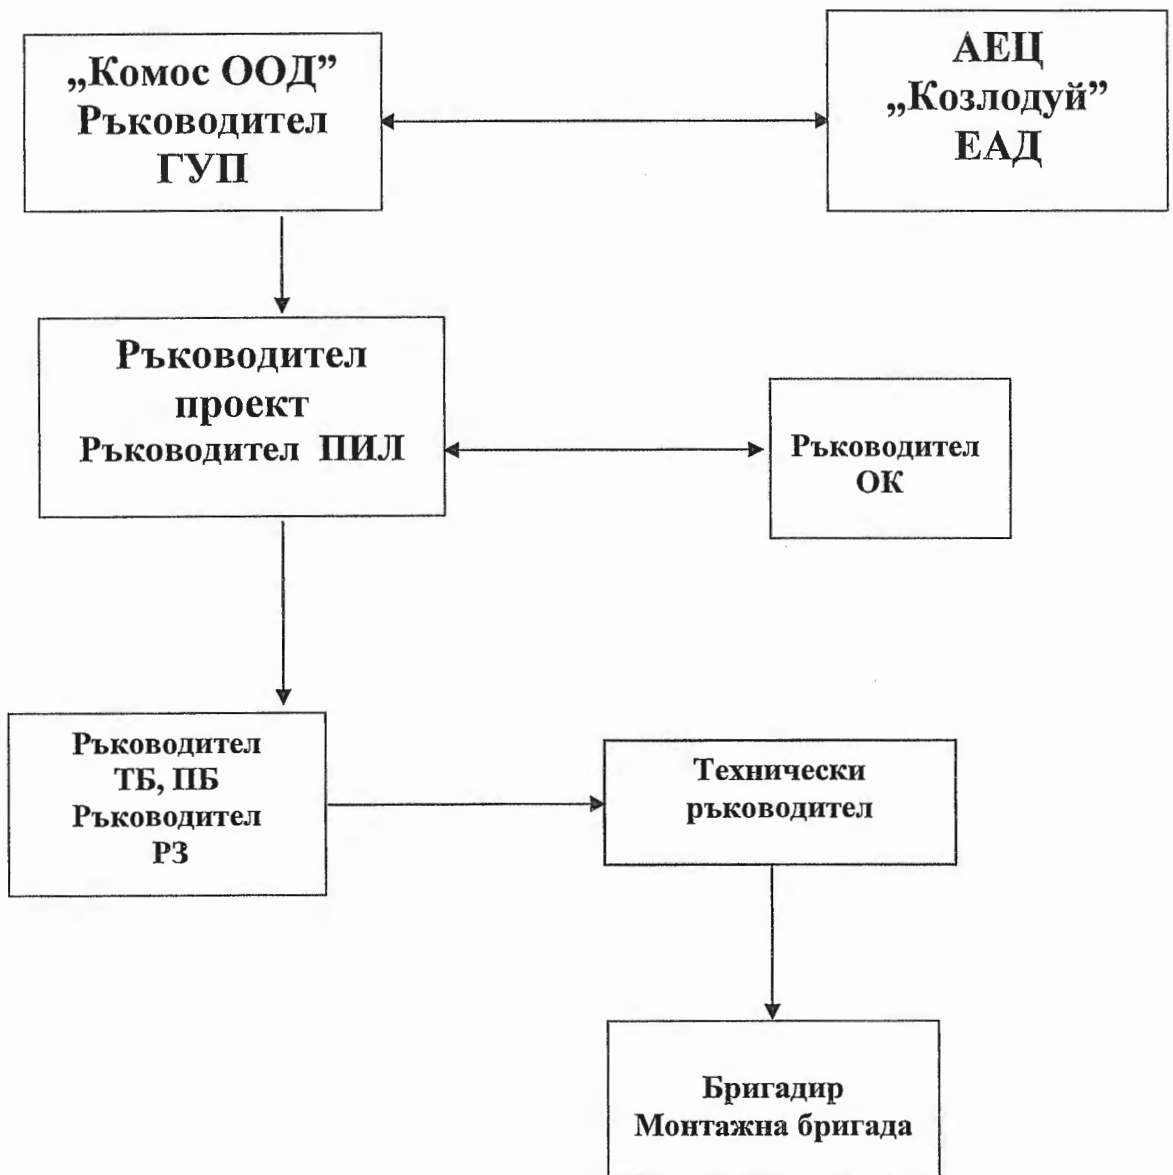 „Комос ООД”
Ръководител
ГУП
АЕЦ
„Козлодуй”
ЕАД
Ръководител
проект
Ръководител ПИЛ
Ръководител
ОК
Ръководител
ТБ, ПБ
Ръководител
РЗ
Технически
ръководител
Бригадир
Монтажна бригада